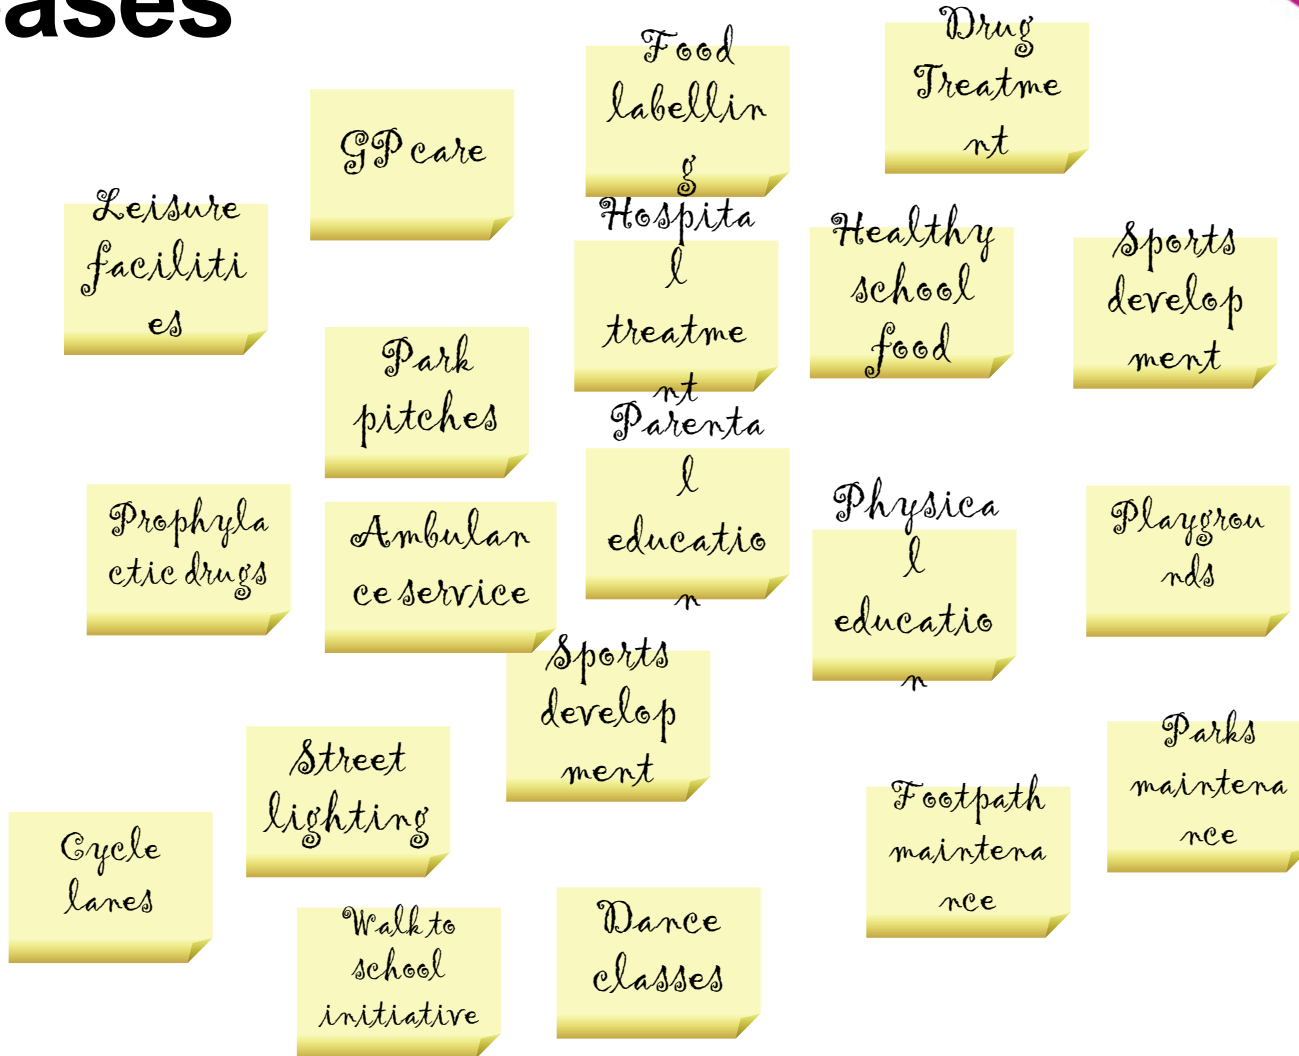 eases
Food
labellin
g
Drug
Treatme
nt
GP care
Leisure
faciliti
es
Hospita
l
treatme
nt
Healthy
school
food
Sports
develop
ment
Park
pitches
Parenta
l
educatio
n
Prophyla
ctic drugs
Ambulan
ce service
Physica
l
educatio
n
Playgrou
nds
Sports
develop
ment
Street
lighting
Parks
maintena
nce
Footpath
maintena
nce
Cycle
lanes
Walk to
school
initiative
Dance
classes